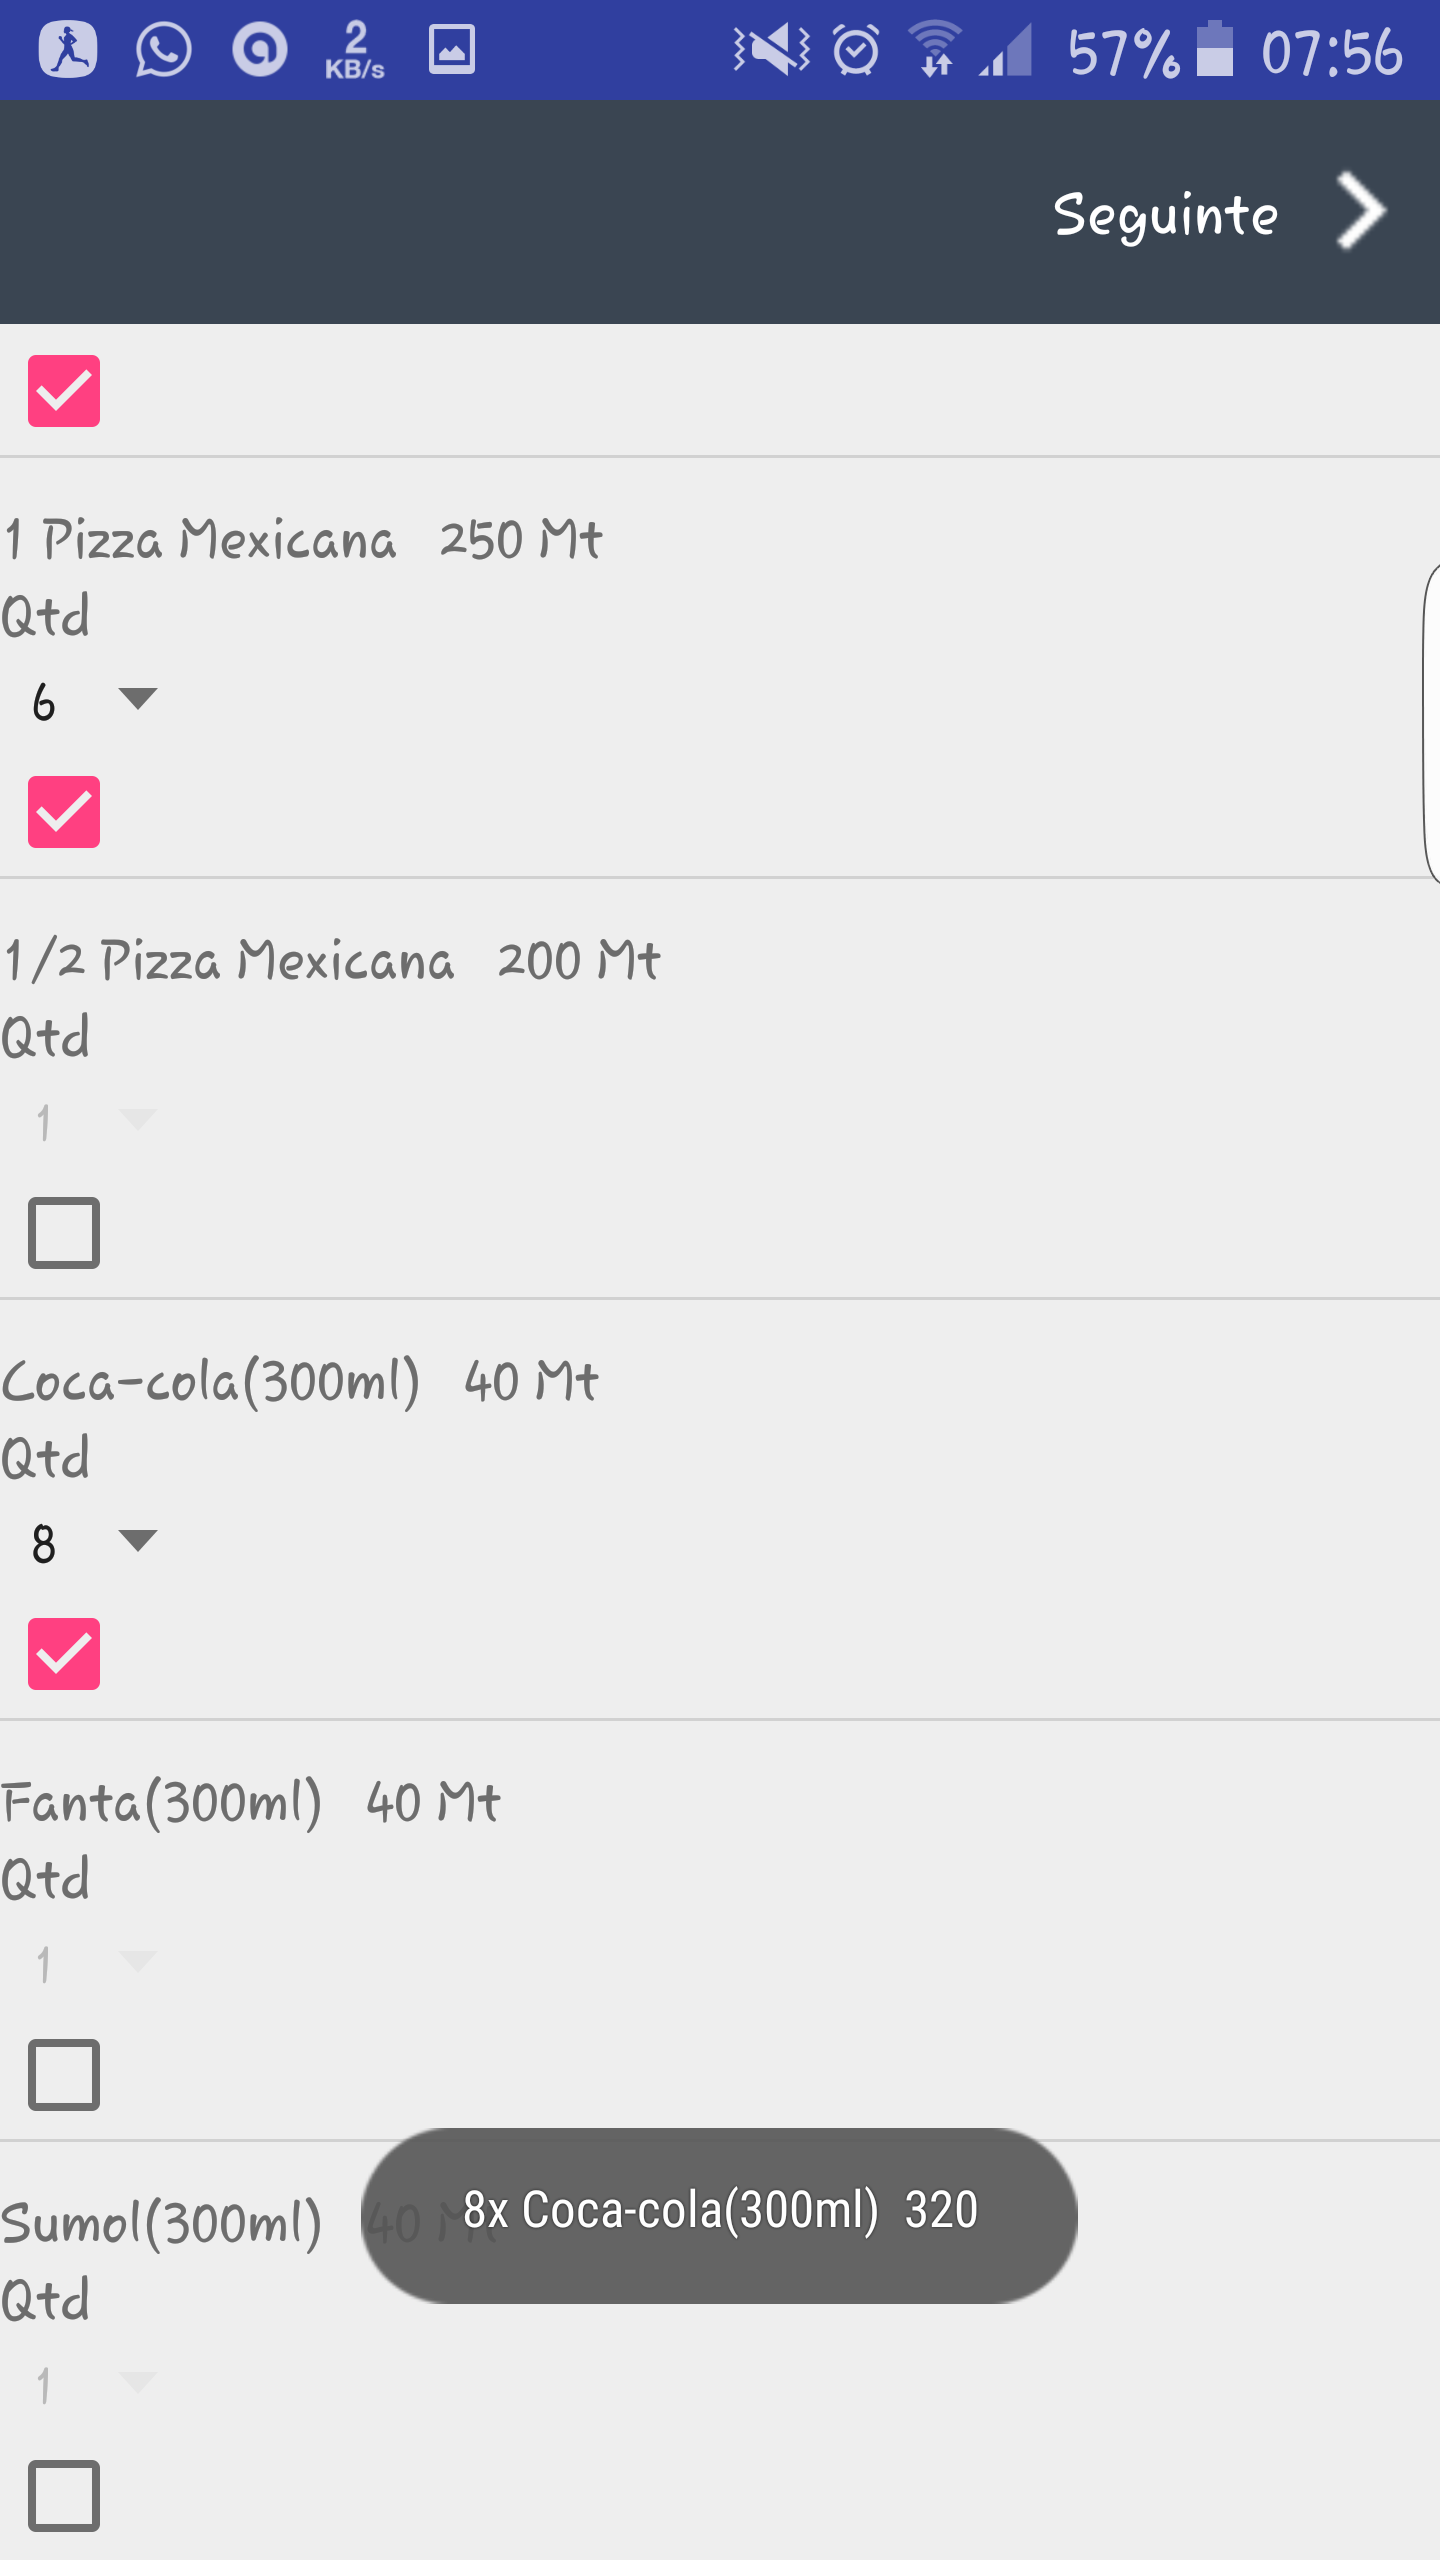 2
KB/s
57% 07:56
Seguinte
1 Pizza Mexicana 250 Mt
Qtd
6
1/2 Pizza Mexicana 200 Mt
Qtd
1
Coca-cola(300ml) 40 Mt
Qtd
8
Fanta(300ml) 40 Mt
Qtd
1
Sumol(300ml) 40 Mt
8x Coca-cola(300ml) 320
Qtd
1